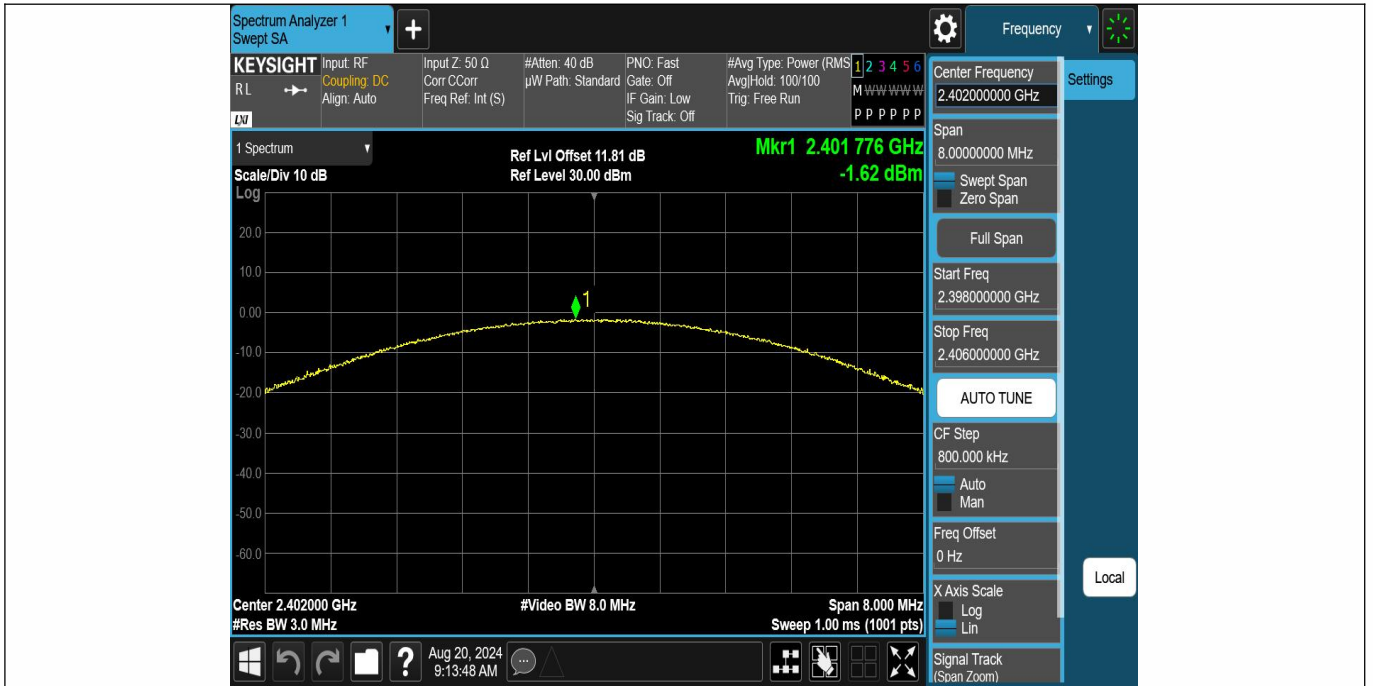 Spectrum Analyzer 1
Swept SA
+
Frequency
KEYSIGHT
RL
LXI
Input: RF
Coupling: DC
Align: Auto
Input Z: 50 Ω
Corr CCorr
Freq Ref: Int (S)
#Atten: 40 dB
µW Path: Standard
PNO: Fast
Gate: Off
IF Gain: Low
Sig Track: Off
#Avg Type: Power (RMS
Avg|Hold: 100/100
Trig: Free Run
1 2 3 4 5 6
M W W W W W
P P P P P P
1 Spectrum
Scale/Div 10 dB
Ref Lvl Offset 11.81 dB
Ref Level 30.00 dBm
Mkr1 2.401 776 GHz
-1.62 dBm
Log
20.0
10.0
0.00
-10.0
-20.0
-30.0
-40.0
-50.0
-60.0
1
Center 2.402000 GHz
#Res BW 3.0 MHz
#Video BW 8.0 MHz
Span 8.000 MHz
Sweep 1.00 ms (1001 pts)
Center Frequency
2.402000000 GHz
Settings
Span
8.00000000 MHz
Swept Span
Zero Span
Full Span
Start Freq
2.398000000 GHz
Stop Freq
2.406000000 GHz
AUTO TUNE
CF Step
800.000 kHz
Auto
Man
Freq Offset
0 Hz
X Axis Scale
Log
Lin
Local
Signal Track
(Span Zoom)
?
Aug 20, 2024
9:13:48 AM